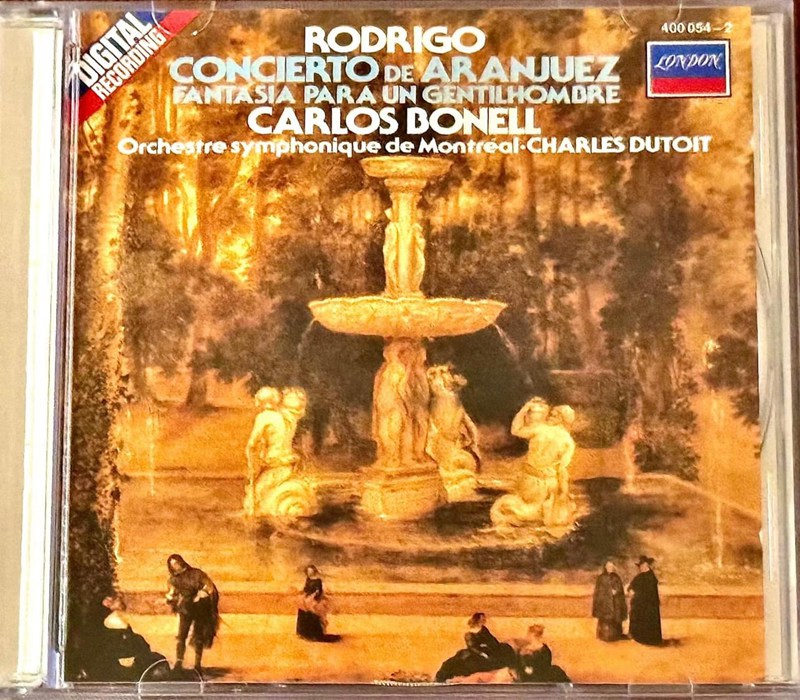 DIGITAL
RECORDING!
400 054-2
LONDON
RODRIGO
CONCIERTO DE ARANJUEZ
FANTASIA PARA UN GENTILHOMBRE
CARLOS BONELL
Orchestre symphonique de Montréal·CHARLES DUTOIT